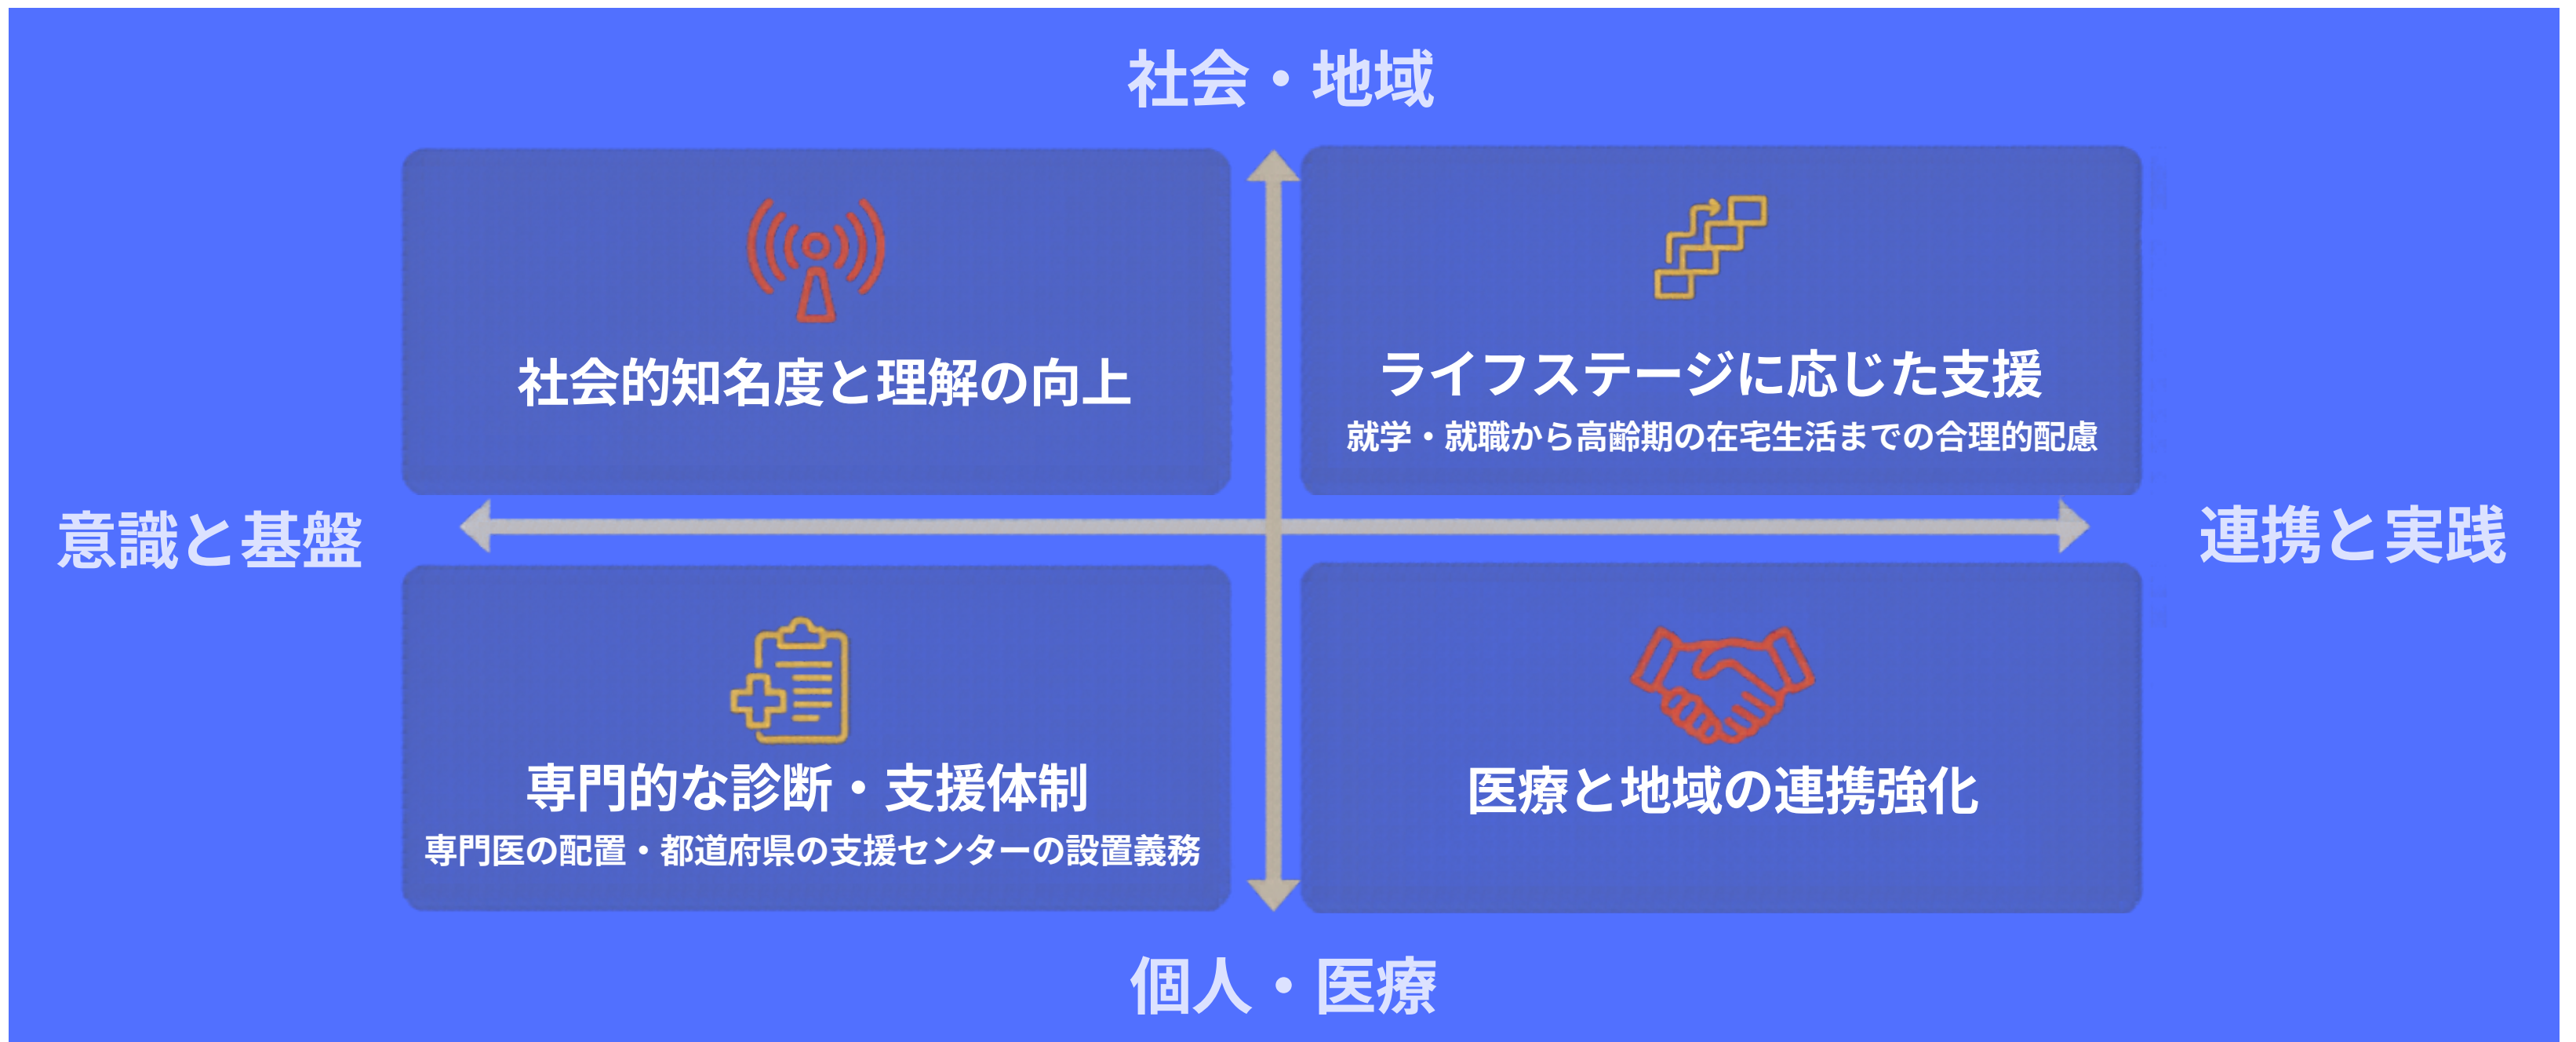 社会・地域
社会的知名度と理解の向上
ライフステージに応じた支援
就学・就職から高齢期の在宅生活までの合理的配慮
意識と基盤
連携と実践
専門的な診断・支援体制
専門医の配置・都道府県の支援センターの設置義務
医療と地域の連携強化
個人・医療